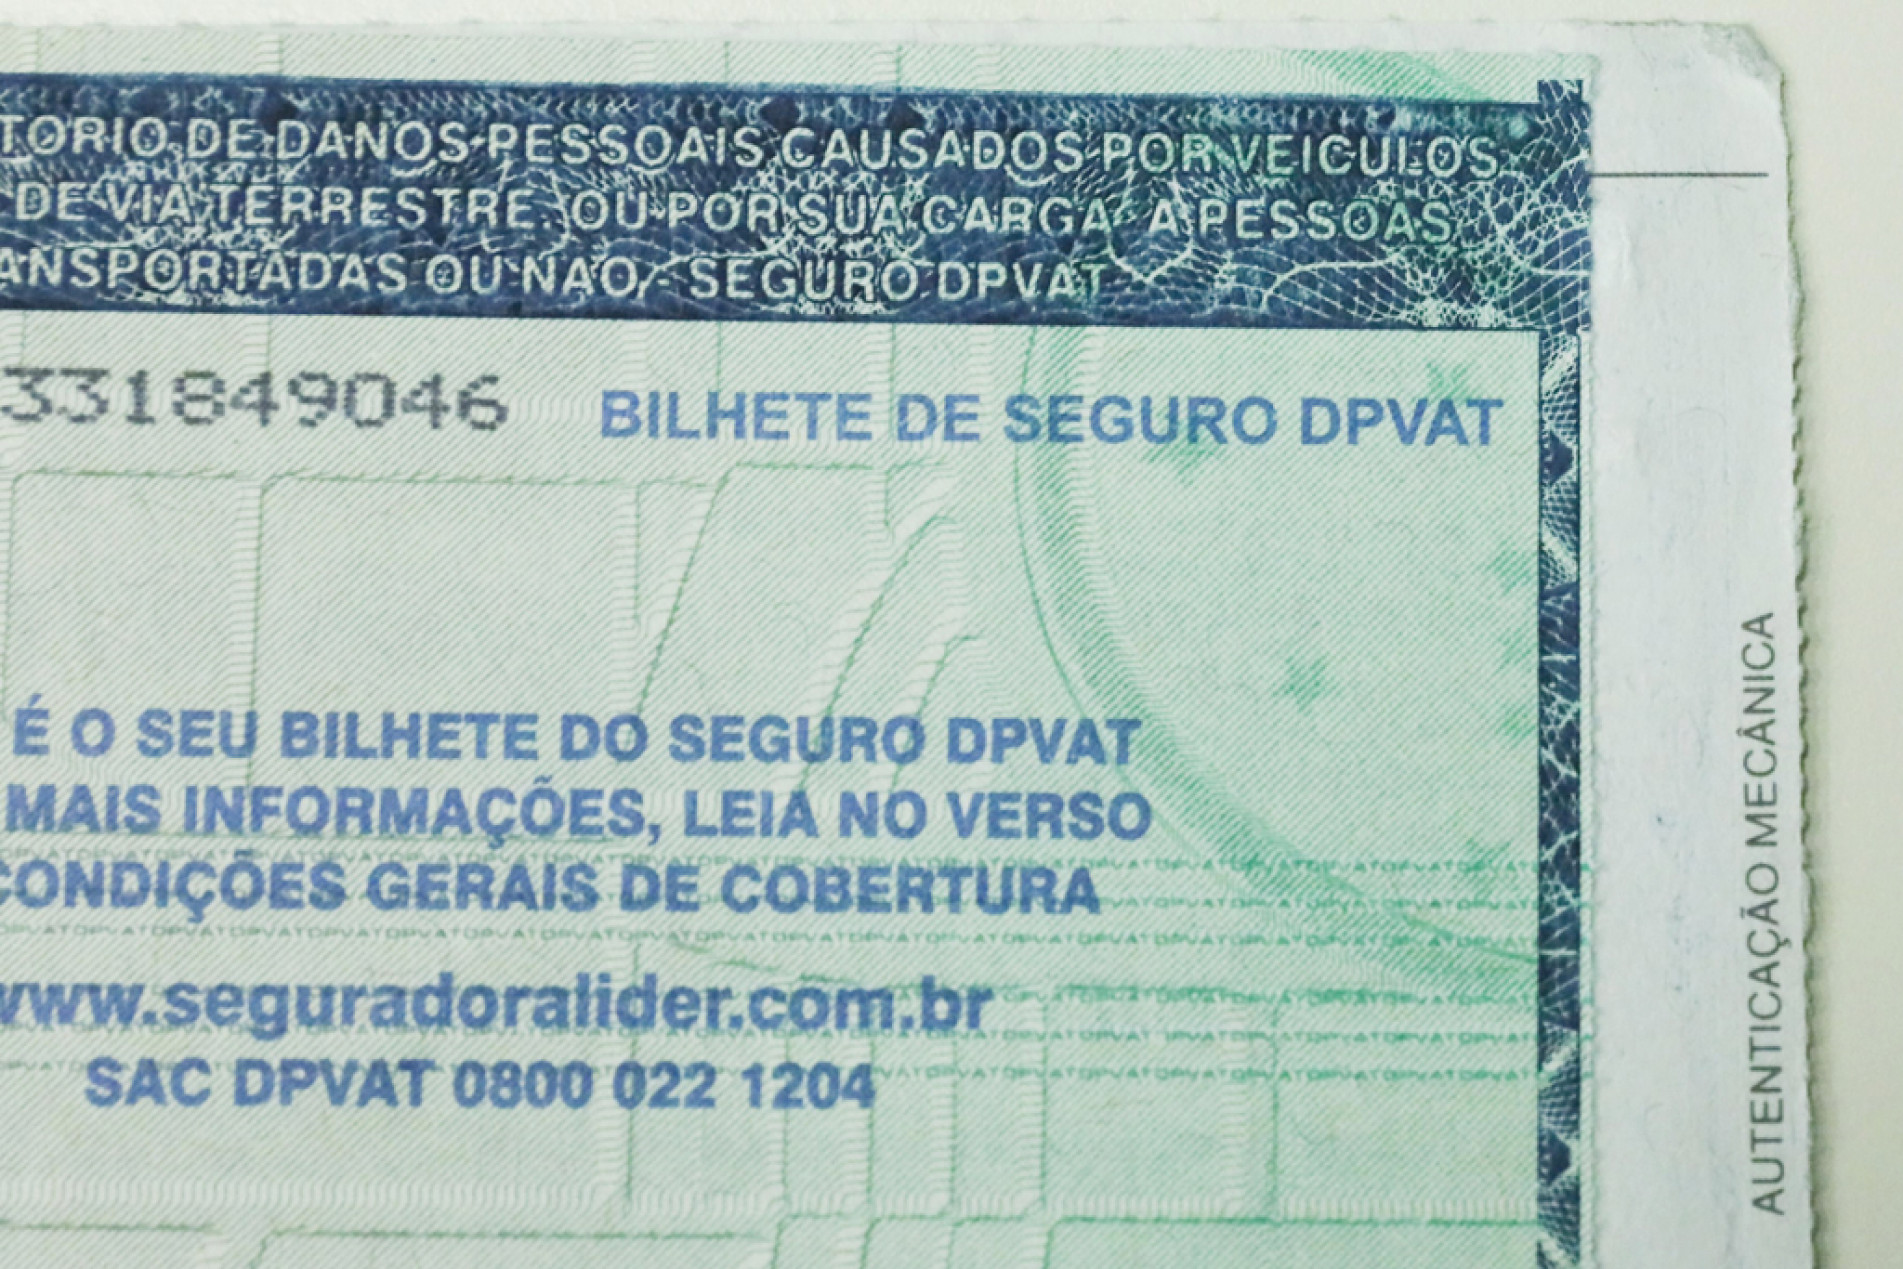 TORIO DE DANOS PESSOAIS CAUSADOS POR VEICULOS
DE VIA TERRESTRE, OU POR SUA CARGA, A PESSOAS
ANSPORTADAS OU NAO, - SEGURO DPVAT
331849046 BILHETE DE SEGURO DPVAT
É O SEU BILHETE DO SEGURO DPVAT
MAIS INFORMAÇÕES, LEIA NO VERSO
CONDIÇÕES GERAIS DE COBERTURA
www.seguradoralider.com.br
SAC DPVAT 0800 022 1204
AUTENTICAÇÃO MECÂNICA